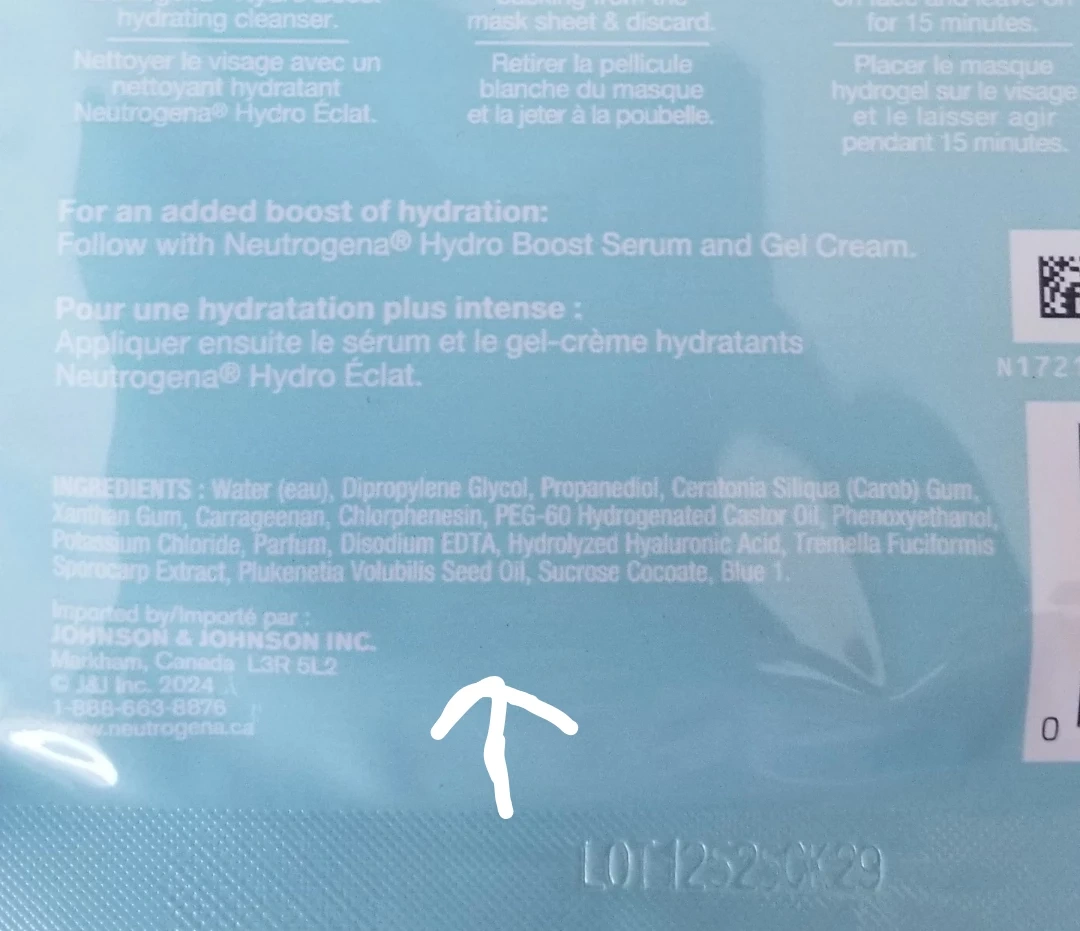 hydrating cleanser.
Nettoyer le visage avec un
nettoyant hydratant
Neutrogena® Hydro Éclat.
mask sheet & discard.
Retirer la pellicule
blanche du masque
et la jeter à la poubelle.
for 15 minutes.
Placer le masque
hydrogel sur le visage
et le laisser agir
pendant 15 minutes.
For an added boost of hydration:
Follow with Neutrogena® Hydro Boost Serum and Gel Cream.
Pour une hydratation plus intense :
Appliquer ensuite le sérum et le gel-crème hydratants
Neutrogena® Hydro Éclat.
N1721
INGREDIENTS : Water (eau), Dipropylene Glycol, Propanediol, Ceratonia Siliqua (Carob) Gum,
Xanthan Gum, Carrageenan, Chlorphenesin, PEG-60 Hydrogenated Castor Oil, Phenoxyethanol,
Potassium Chloride, Parfum, Disodium EDTA, Hydrolyzed Hyaluronic Acid, Tremella Fuciformis
Sporocarp Extract, Plukenetia Volubilis Seed Oil, Sucrose Cocoate, Blue 1.
Imported by/Importé par :
JOHNSON & JOHNSON INC.
Markham, Canada L3R 5L2
© J&J Inc. 2024
1-888-663-8876
www.neutrogena.ca
0
LOT 12525CK29